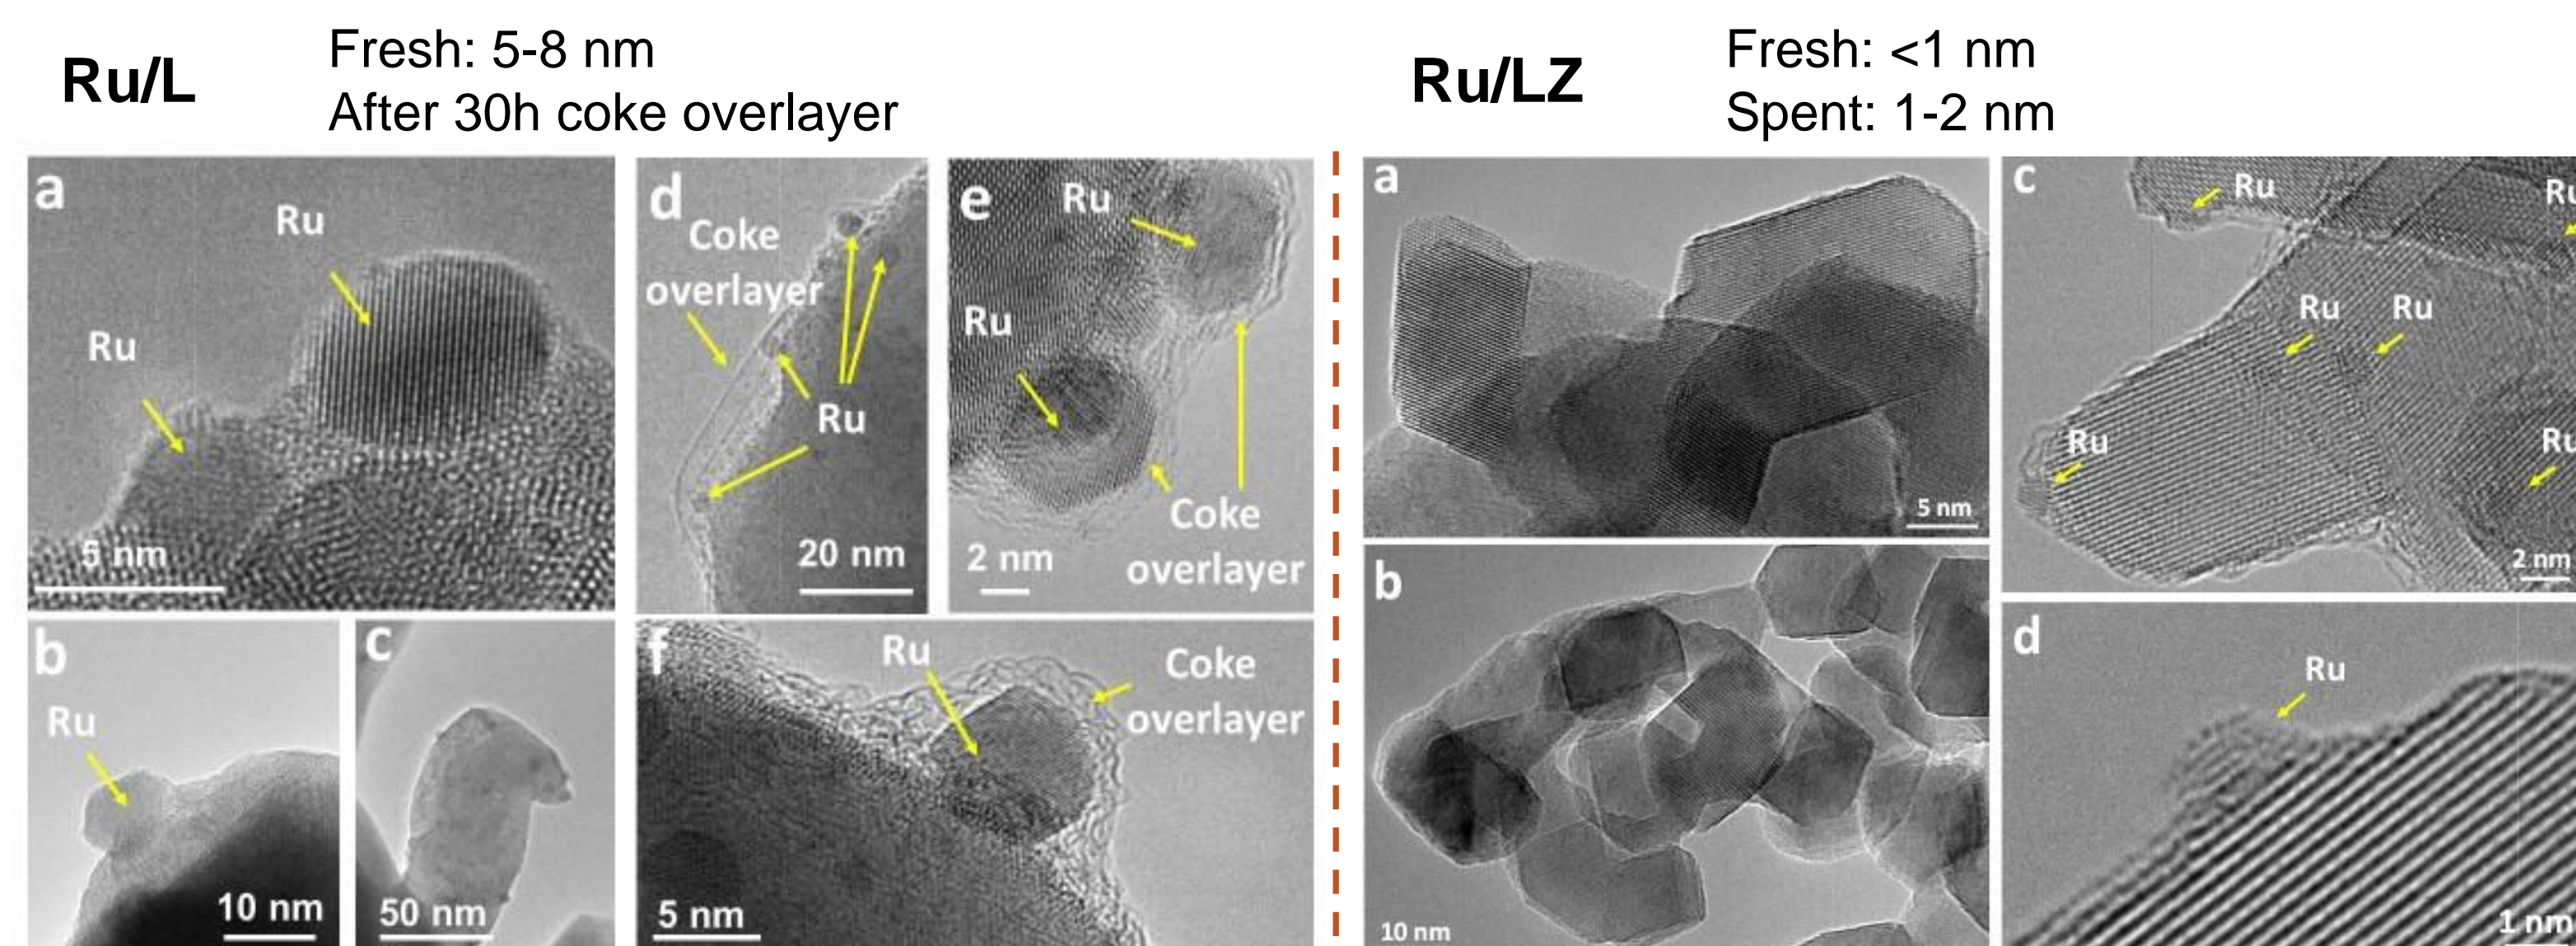 Ru/L
Fresh: 5-8 nm
After 30h coke overlayer
Ru/LZ
Fresh: <1 nm
Spent: 1-2 nm
a
Ru
Ru
5 nm
d
Coke
overlayer
Ru
20 nm
e
Ru
Ru
Coke
overlayer
2 nm
b
Ru
10 nm
c
50 nm
f
Ru
Coke
overlayer
5 nm
a
5 nm
b
10 nm
c
Ru
Ru
Ru
Ru
Ru
Ru
2 nm
d
Ru
1 nm